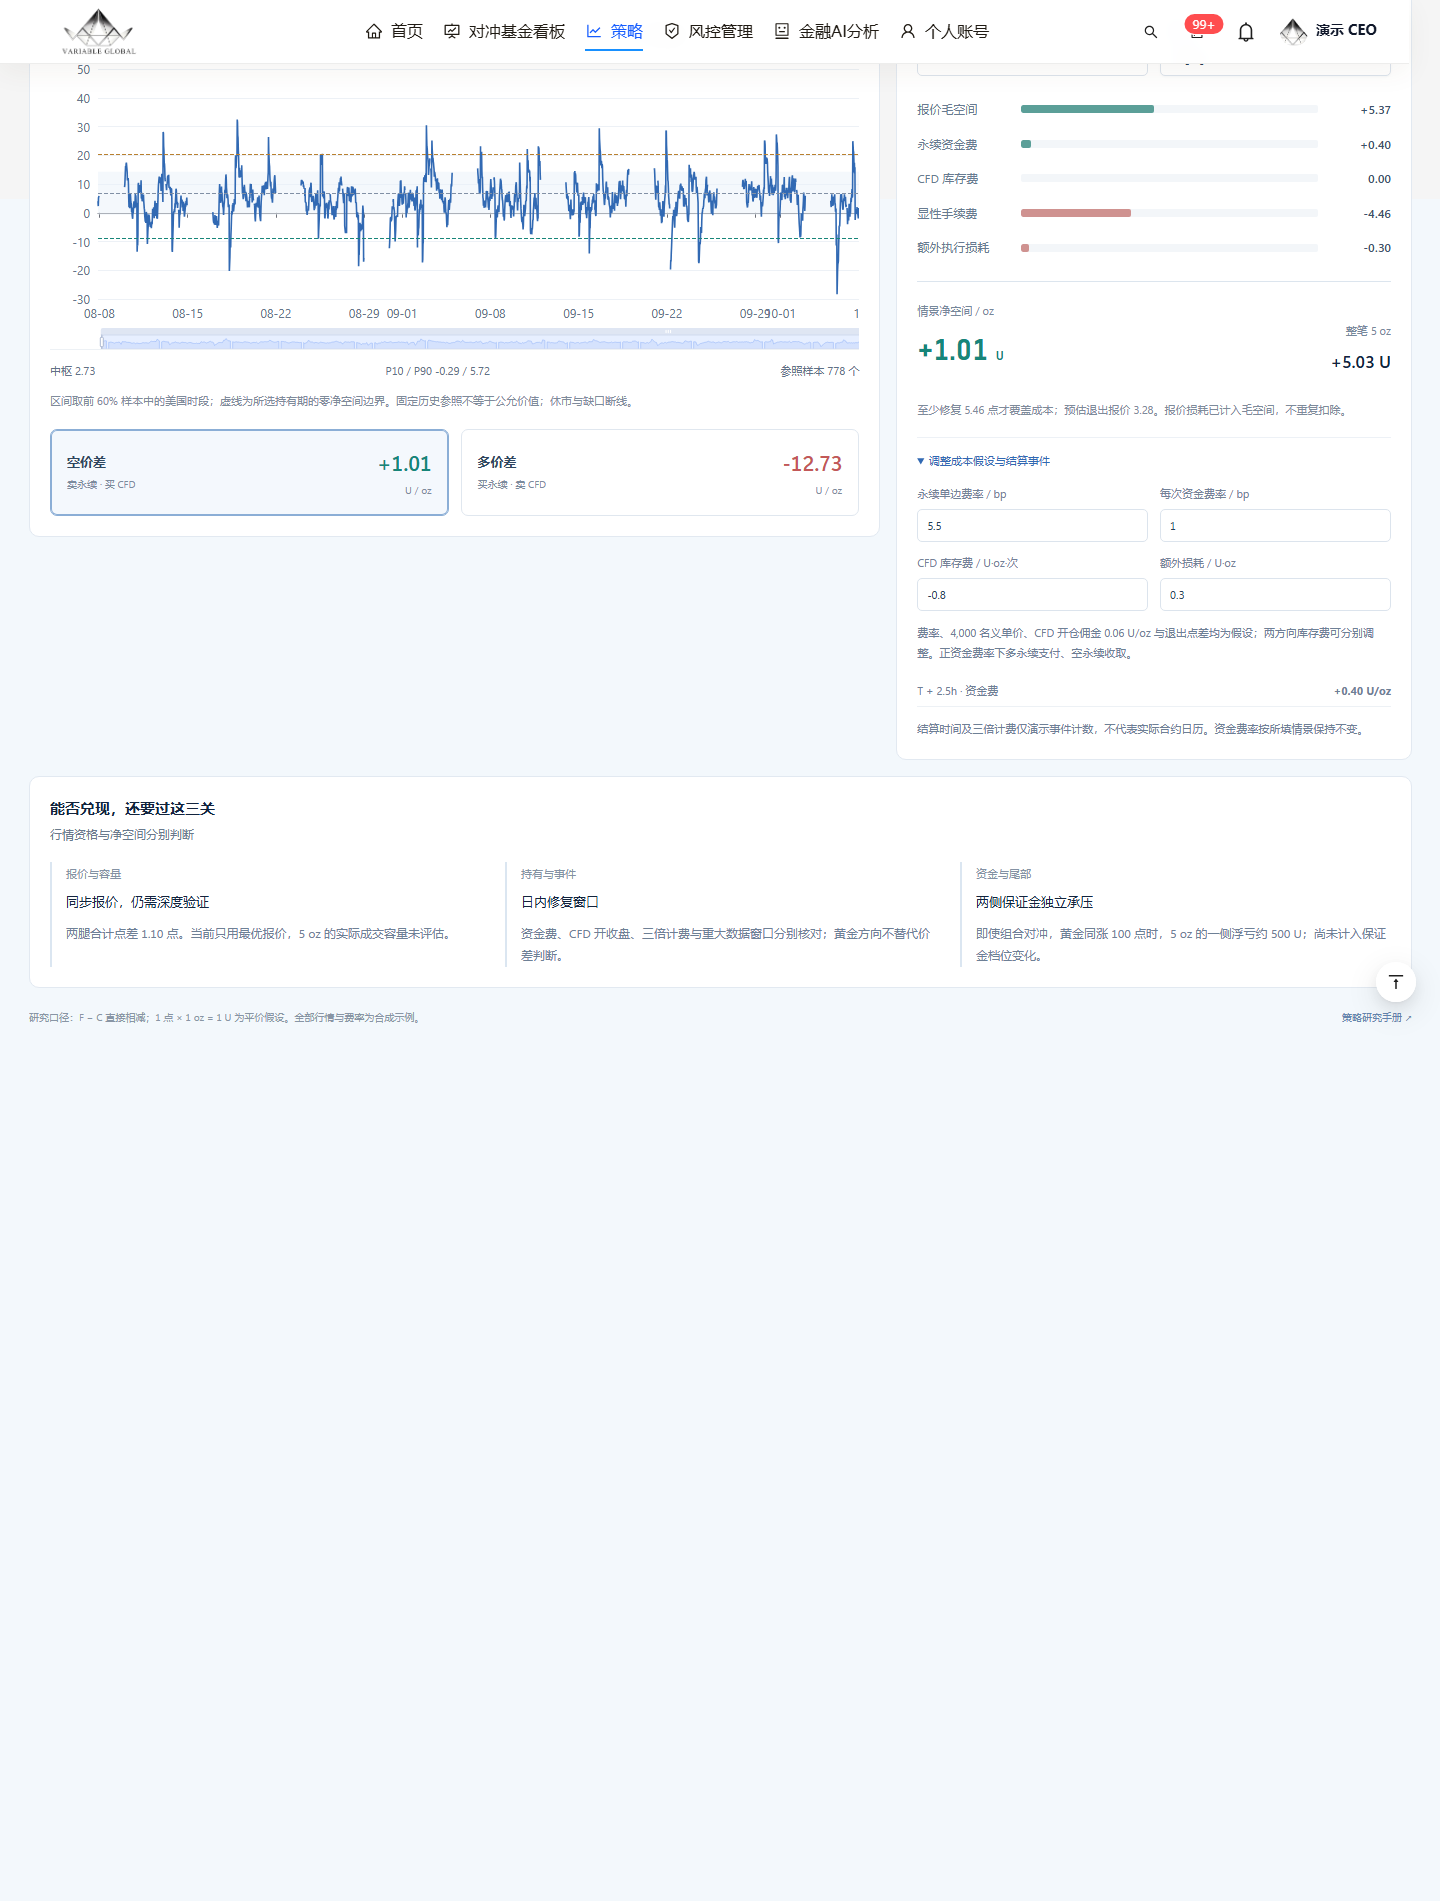 VARIABLE GLOBAL
首页
对冲基金看板
策略
风控管理
金融AI分析
个人账号
99+
演示 CEO
50
40
30
20
10
0
-10
-20
-30
08-08 08-15 08-22 08-29 09-01 09-08 09-15 09-22 09-29 10-01 1
中枢 2.73
P10 / P90 -0.29 / 5.72
参照样本 778 个
区间取前 60% 样本中的美国时段；虚线为所选持有期的零净空间边界。固定历史参照不等于公允价值；休市与缺口断线。
空价差
+1.01
卖永续 · 买 CFD
U / oz
多价差
-12.73
买永续 · 卖 CFD
U / oz
报价毛空间 +5.37
永续资金费 +0.40
CFD 库存费 0.00
显性手续费 -4.46
额外执行损耗 -0.30
情景净空间 / oz
+1.01 U
整笔 5 oz
+5.03 U
至少修复 5.46 点才覆盖成本；预估退出报价 3.28。报价损耗已计入毛空间，不重复扣除。
▼ 调整成本假设与结算事件
永续单边费率 / bp
5.5
每次资金费率 / bp
1
CFD 库存费 / U·oz·次
-0.8
额外损耗 / U·oz
0.3
费率、4,000 名义单价、CFD 开仓佣金 0.06 U/oz 与退出点差均为假设；两方向库存费可分别调
整。正资金费率下多永续支付、空永续收取。
T + 2.5h · 资金费 +0.40 U/oz
结算时间及三倍计费仅演示事件计数，不代表实际合约日历。资金费率按所填情景保持不变。
能否兑现，还要过这三关
行情资格与净空间分别判断
报价与容量
同步报价，仍需深度验证
两腿合计点差 1.10 点。当前只用最优报价，5 oz 的实际成交容量未评估。
持有与事件
日内修复窗口
资金费、CFD 开收盘、三倍计费与重大数据窗口分别核对；黄金方向不替代价
差判断。
资金与尾部
两侧保证金独立承压
即使组合对冲，黄金同涨 100 点时，5 oz 的一侧浮亏约 500 U；尚未计入保证
金档位变化。
研究口径：F − C 直接相减；1 点 × 1 oz = 1 U 为平价假设。全部行情与费率为合成示例。
策略研究手册 ↗